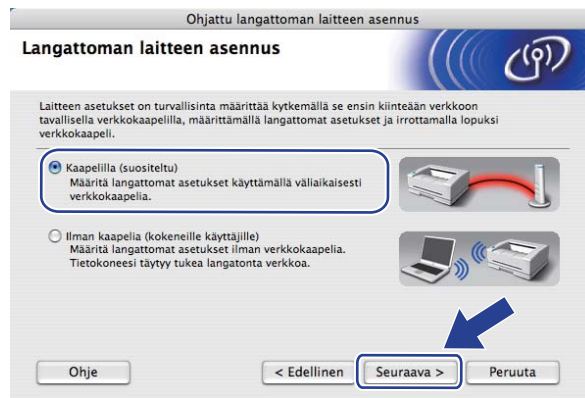 Ohjattu langattoman laitteen asennus
Langattoman laitteen asennus
Laitteen asetukset on turvallisinta määrittää kytkemällä se ensin kiinteään verkkoon
tavallisella verkkokaapelilla, määrittämällä langattomat asetukset ja irrottamalla lopuksi
verkkokaapeli.
Kaapelilla (suositeltu)
Määritä langattomat asetukset käyttämällä väliaikaisesti
verkkokaapelia.
Ilman kaapelia (kokeneille käyttäjille)
Määritä langattomat asetukset ilman verkkokaapelia.
Tietokoneesi täytyy tukea langatonta verkkoa.
Ohje
< Edellinen
Seuraava >
Peruuta